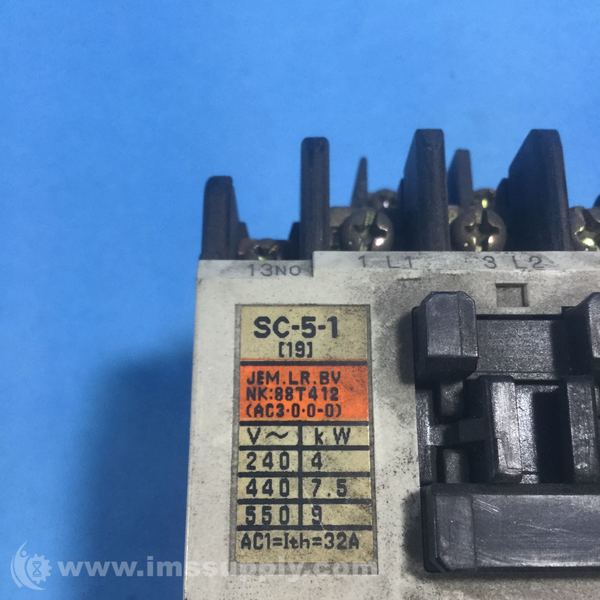 13NO 1 L1 3 L2
SC-5-1
[19]
JEM.LR.BV
NK:88T412
(AC3·0·0-0)
V~ kW
240 4
440 7.5
550 9
AC1=Ith=32A
www.imssupply.com